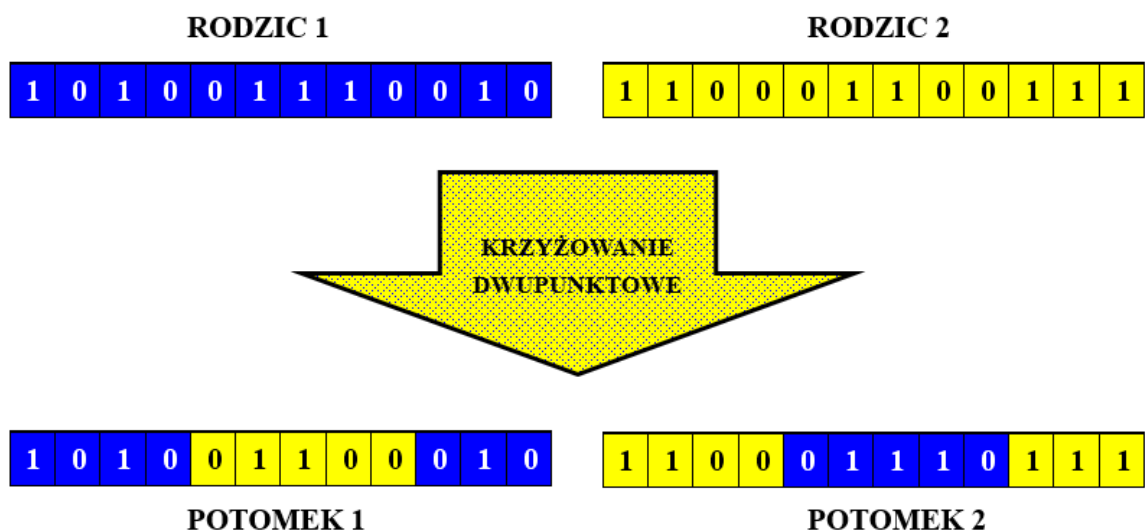 RODZIC 1 RODZIC 2
1 0 1 0 0 1 1 1 0 0 1 0 1 1 0 0 0 1 1 0 0 1 1 1
KRZYŻOWANIE
DWUPUNKTOWE
1 0 1 0 0 1 1 0 0 0 1 0 1 1 0 0 0 1 1 1 0 1 1 1
POTOMEK 1 POTOMEK 2